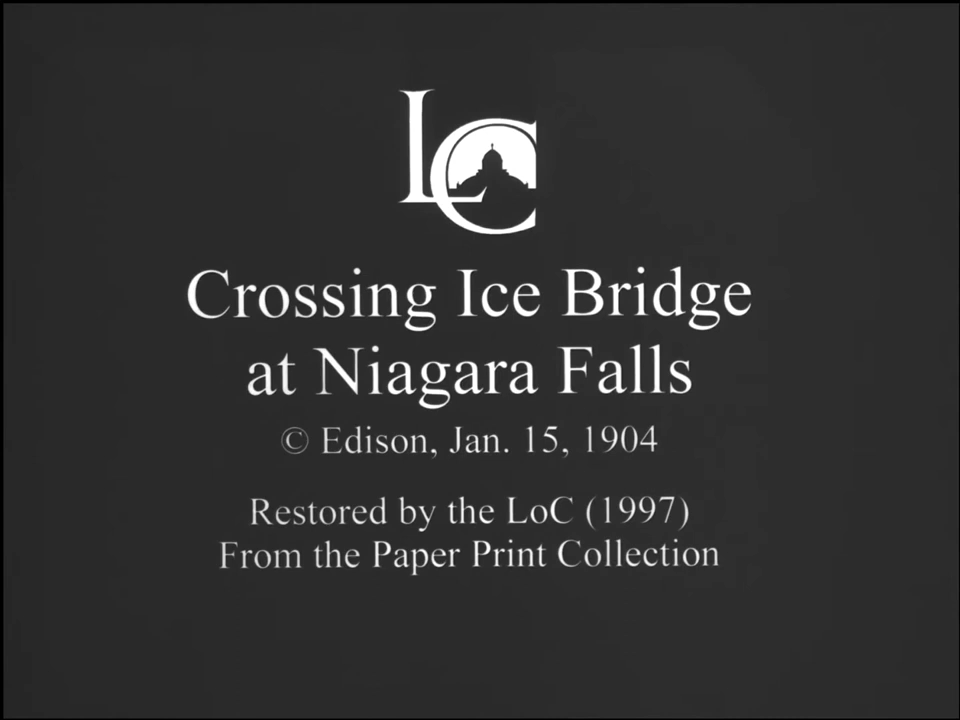 LC
Crossing Ice Bridge
at Niagara Falls
© Edison, Jan. 15, 1904
Restored by the LoC (1997)
From the Paper Print Collection